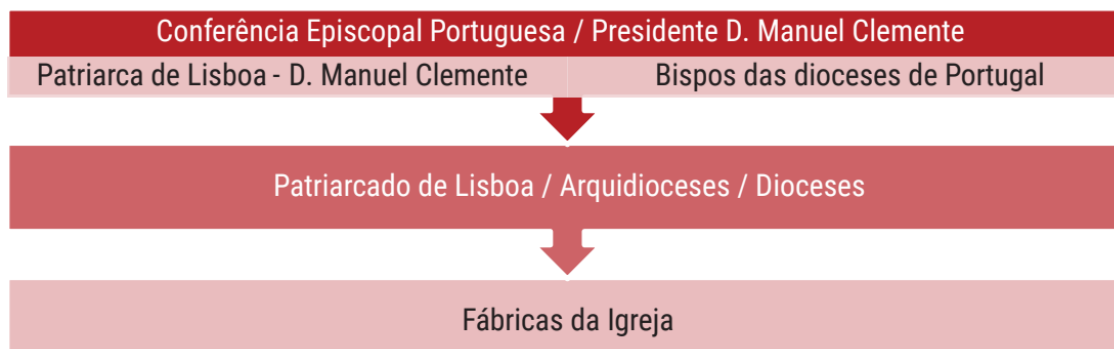 Conferência Episcopal Portuguesa / Presidente D. Manuel Clemente
Patriarca de Lisboa - D. Manuel Clemente
Bispos das dioceses de Portugal
Patriarcado de Lisboa / Arquidioceses / Dioceses
Fábricas da Igreja